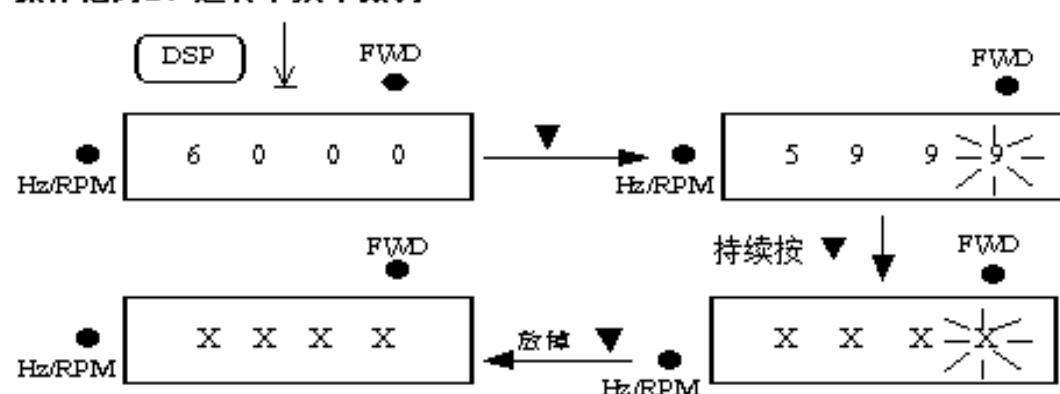 DSP FWD FWD
6 0 0 0 ▼ 5 9 9 9
Hz/RPM Hz/RPM
持续按 ▼ FWD
FWD
X X X X 放掉 ▼ X X X X
Hz/RPM Hz/RPM